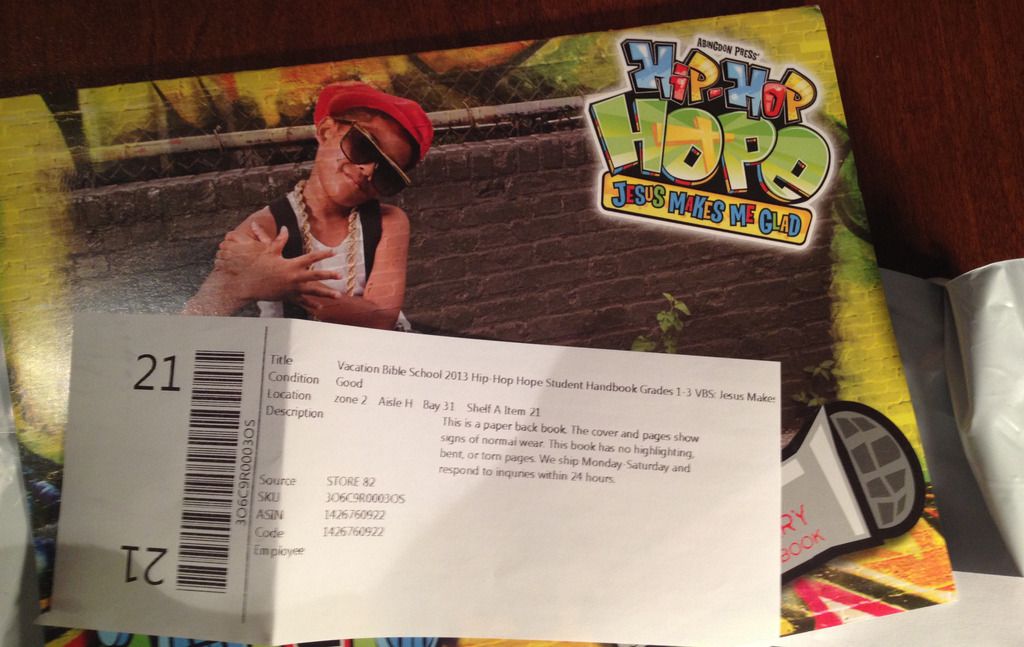 ABINGDON PRESS'
HIP-HOP
HOPE
JESUS MAKES ME GLAD
21
3O6C9R0003OS
21
Title Vacation Bible School 2013 Hip-Hop Hope Student Handbook Grades 1-3 VBS: Jesus Makes
Condition Good
Location zone 2 Aisle H Bay 31 Shelf A Item 21
Description This is a paper back book. The cover and pages show
signs of normal wear. This book has no highlighting,
bent, or torn pages. We ship Monday-Saturday and
respond to inquries within 24 hours.
Source STORE 82
SKU 3O6C9R0003OS
ASIN 1426760922
Code 1426760922
Employee
RY
BOOK